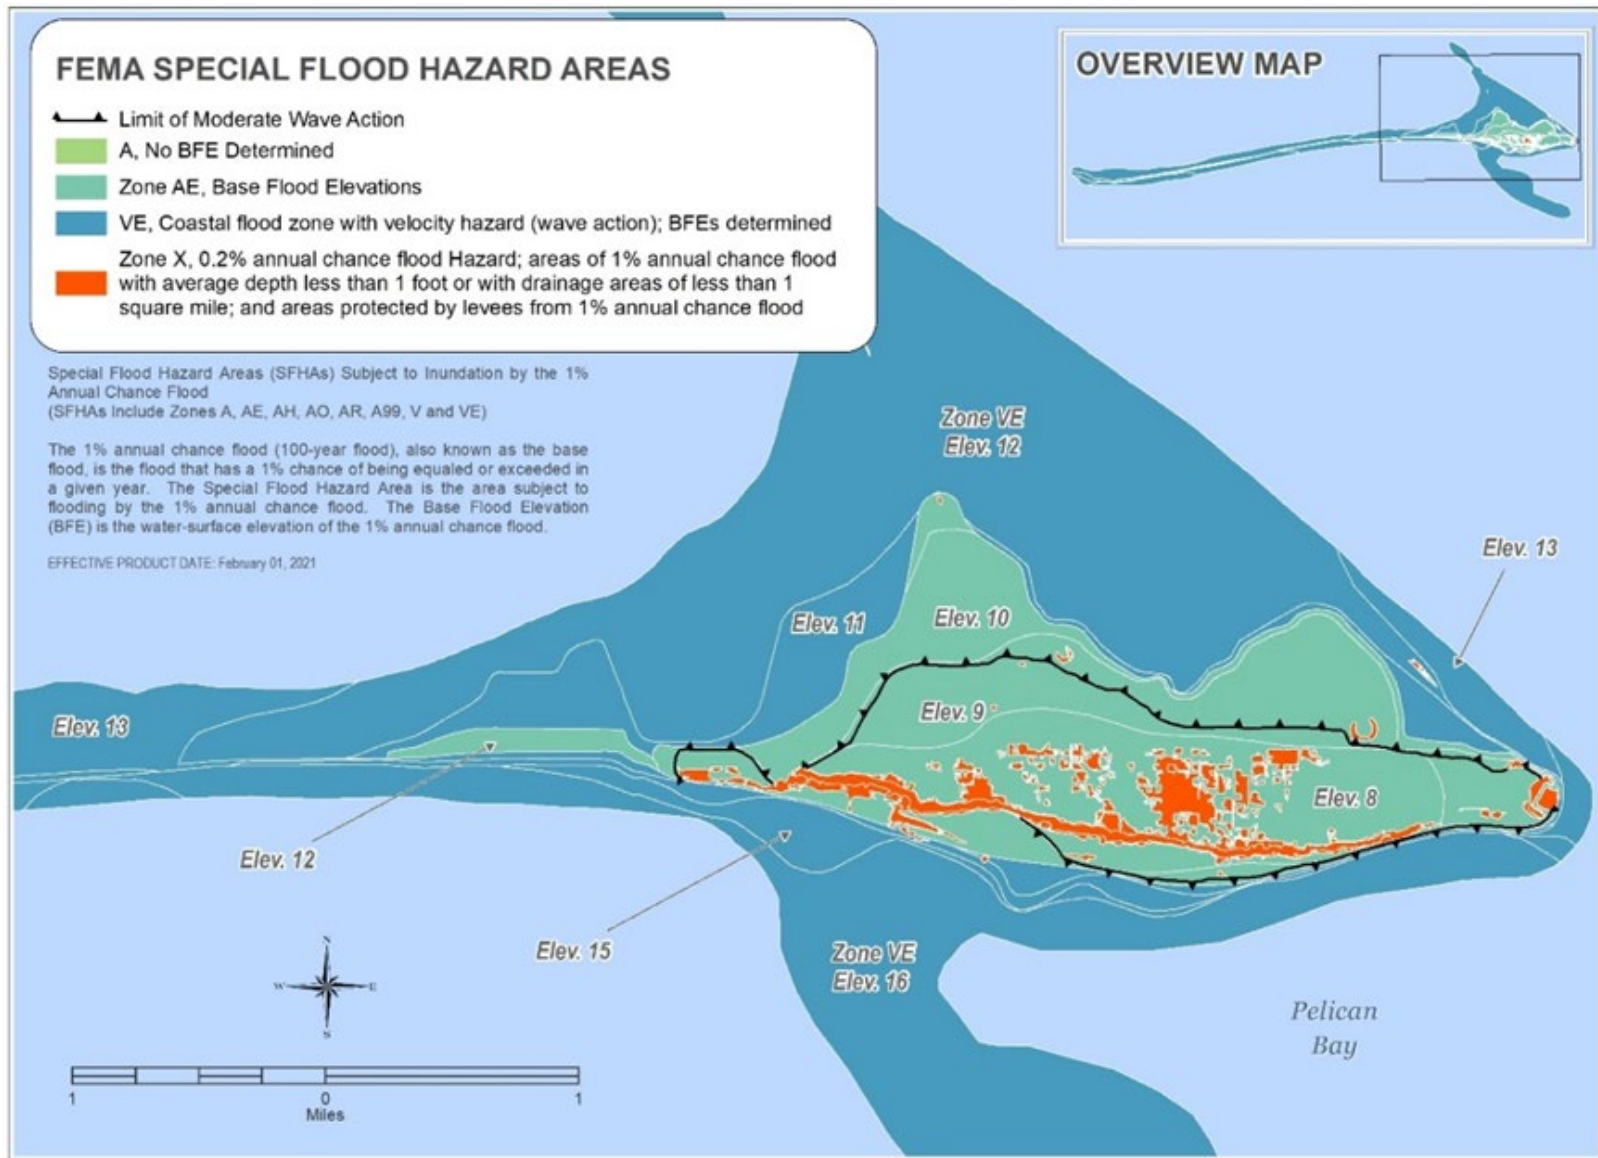 FEMA SPECIAL FLOOD HAZARD AREAS
Limit of Moderate Wave Action
A, No BFE Determined
Zone AE, Base Flood Elevations
VE, Coastal flood zone with velocity hazard (wave action); BFEs determined
Zone X, 0.2% annual chance flood Hazard; areas of 1% annual chance flood
with average depth less than 1 foot or with drainage areas of less than 1
square mile; and areas protected by levees from 1% annual chance flood
OVERVIEW MAP
Special Flood Hazard Areas (SFHAs) Subject to Inundation by the 1%
Annual Chance Flood
(SFHAs Include Zones A, AE, AH, AO, AR, A99, V and VE)
The 1% annual chance flood (100-year flood), also known as the base
flood, is the flood that has a 1% chance of being equaled or exceeded in
a given year. The Special Flood Hazard Area is the area subject to
flooding by the 1% annual chance flood. The Base Flood Elevation
(BFE) is the water-surface elevation of the 1% annual chance flood.
EFFECTIVE PRODUCT DATE: February 01, 2021
Zone VE
Elev. 12
Elev. 13
Elev. 11
Elev. 10
Elev. 13
Elev. 9
Elev. 8
Elev. 12
Elev. 15
Zone VE
Elev. 16
Pelican
Bay
N
W
E
S
1
0
1
Miles